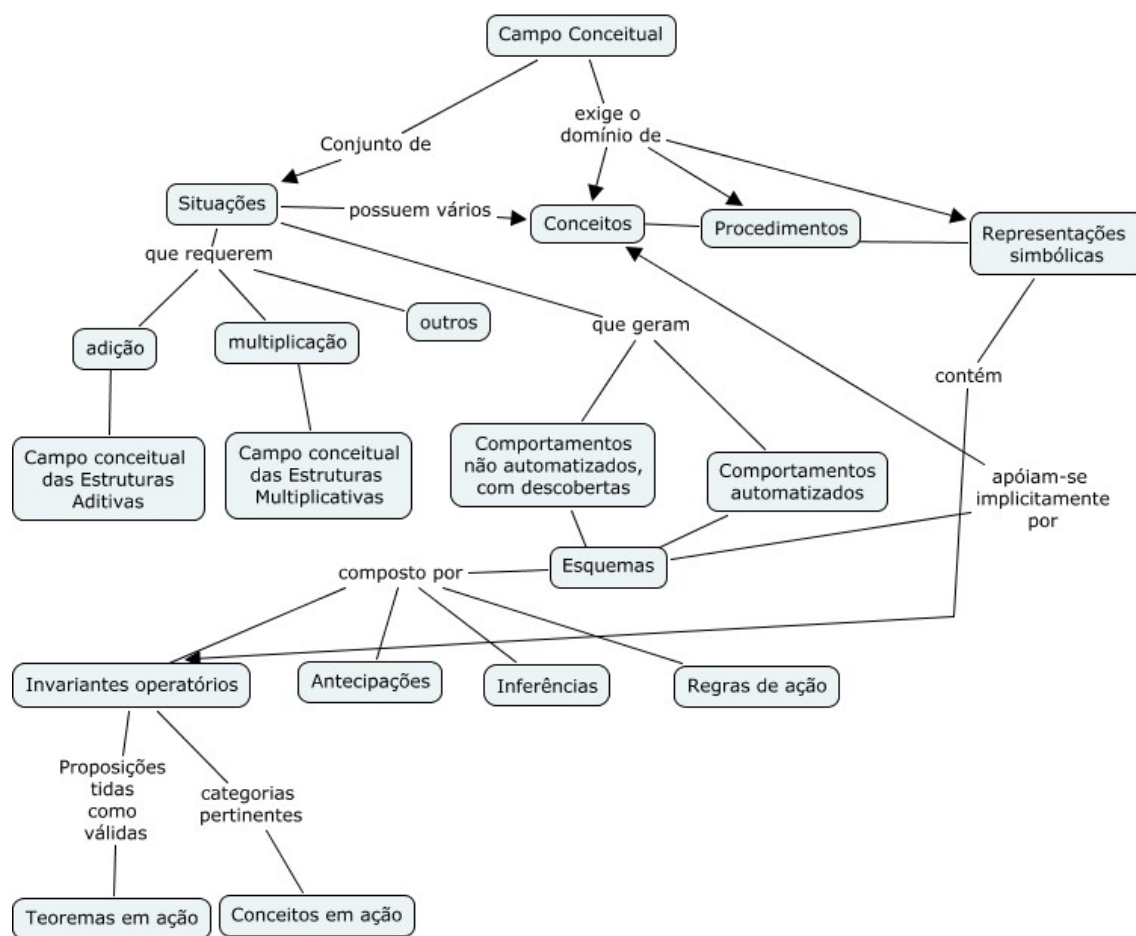 Campo Conceitual
exige o
domínio de
Conjunto de
Situações
possuem vários
Conceitos
Procedimentos
Representações
simbólicas
que requerem
adição
multiplicação
outros
que geram
contém
Campo conceitual
das Estruturas
Aditivas
Campo conceitual
das Estruturas
Multiplicativas
Comportamentos
não automatizados,
com descobertas
Comportamentos
automatizados
apóiam-se
implicitamente
por
Esquemas
composto por
Invariantes operatórios
Antecipações
Inferências
Regras de ação
Proposições
tidas
como
válidas
categorias
pertinentes
Teoremas em ação
Conceitos em ação